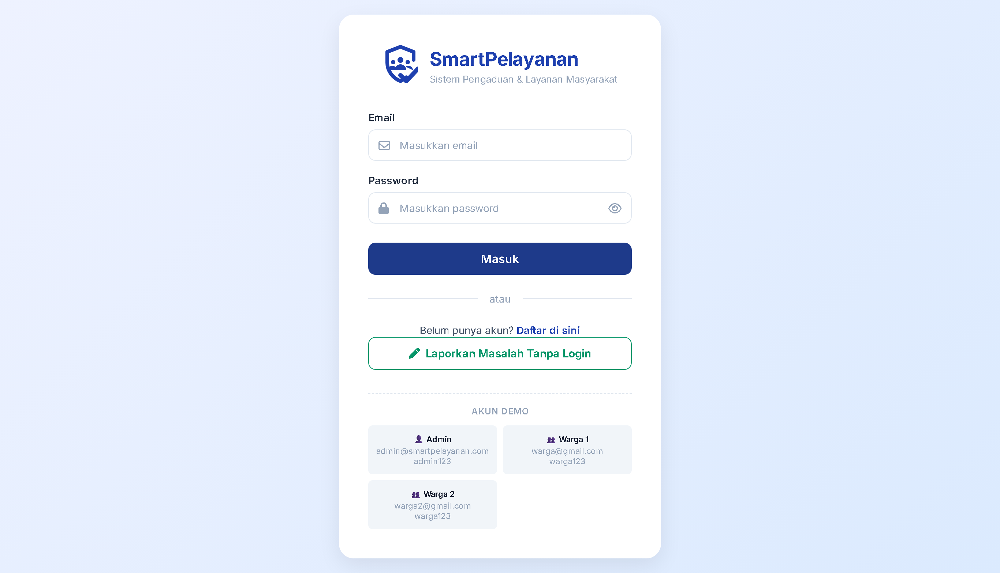 SmartPelayanan
Sistem Pengaduan & Layanan Masyarakat
Email
Masukkan email
Password
Masukkan password
Masuk
atau
Belum punya akun? Daftar di sini
Laporkan Masalah Tanpa Login
AKUN DEMO
Admin
admin@smartpelayanan.com
admin123
Warga 1
warga@gmail.com
warga123
Warga 2
warga2@gmail.com
warga123